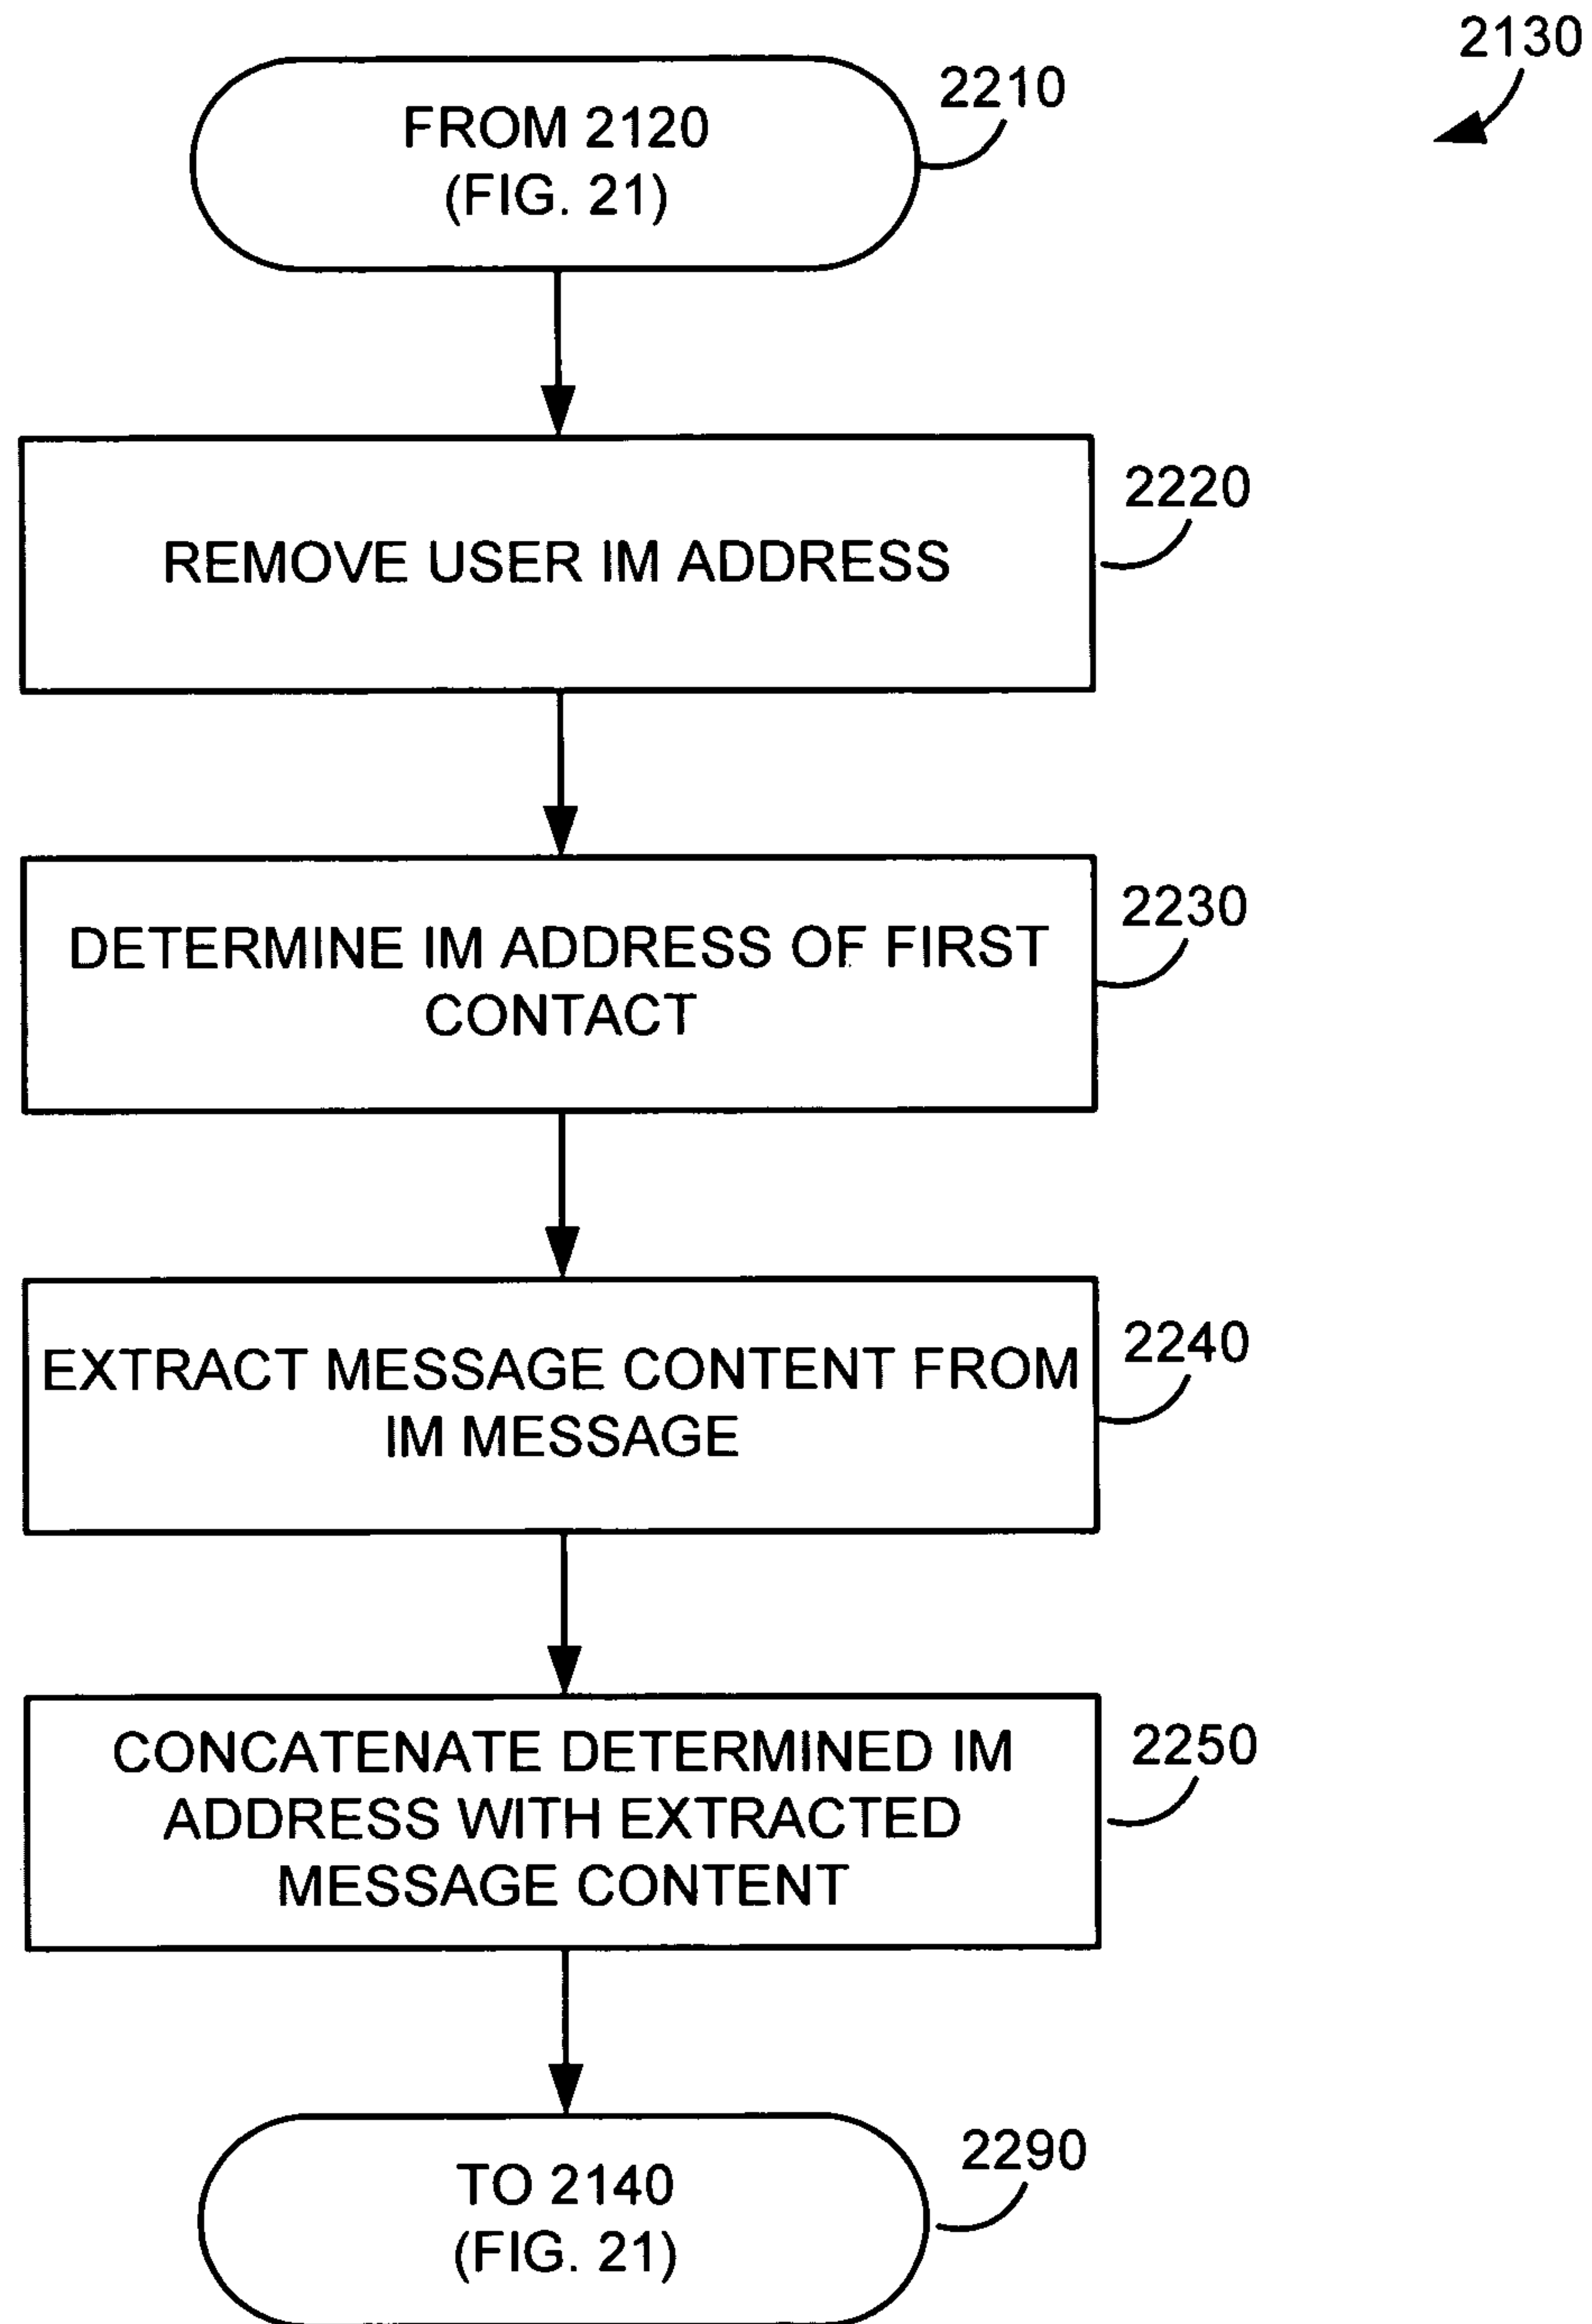 2130
FROM 2120
(FIG. 21)
2210
REMOVE USER IM ADDRESS
2220
DETERMINE IM ADDRESS OF FIRST
CONTACT
2230
EXTRACT MESSAGE CONTENT FROM
IM MESSAGE
2240
CONCATENATE DETERMINED IM
ADDRESS WITH EXTRACTED
MESSAGE CONTENT
2250
TO 2140
(FIG. 21)
2290